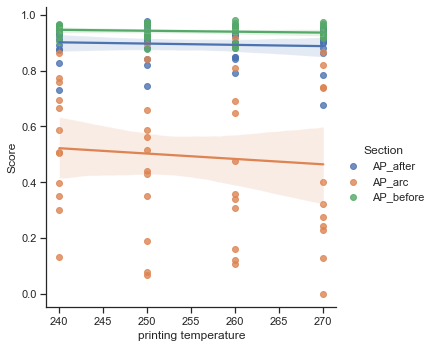 1.0
0.8
0.6
0.4
0.2
0.0
Score
240 245 250 255 260 265 270
printing temperature
Section
AP_after
AP_arc
AP_before